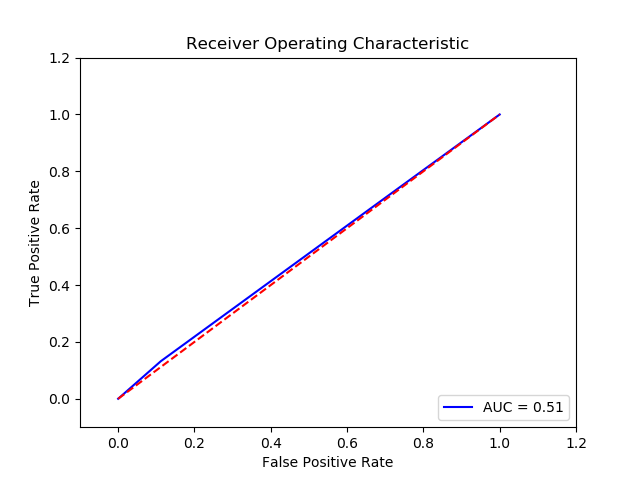 Receiver Operating Characteristic
1.2
1.0
0.8
0.6
0.4
0.2
0.0
True Positive Rate
AUC = 0.51
0.0 0.2 0.4 0.6 0.8 1.0 1.2
False Positive Rate